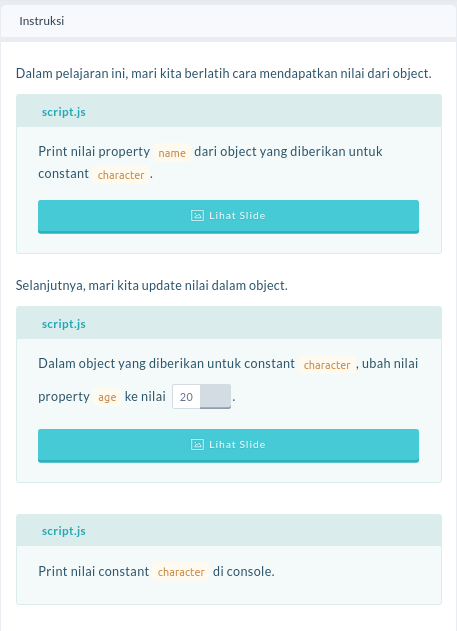 Instruksi
Dalam pelajaran ini, mari kita berlatih cara mendapatkan nilai dari object.
script.js
Print nilai property name dari object yang diberikan untuk
constant character .
Lihat Slide
Selanjutnya, mari kita update nilai dalam object.
script.js
Dalam object yang diberikan untuk constant character , ubah nilai
property age ke nilai 20 .
Lihat Slide
script.js
Print nilai constant character di console.